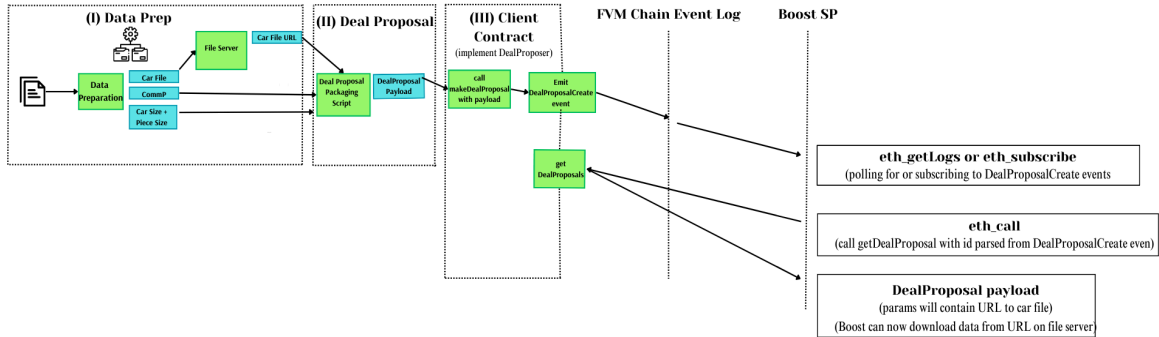 (I) Data Prep
File Server
Car File URL
Data
Preparation
Car File
CommP
Car Size +
Piece Size
(II) Deal Proposal
Deal Proposal
Packaging
Script
DealProposal
Payload
(III) Client
Contract
(implement DealProposer)
call
makeDealProposal
with payload
Emit
DealProposalCreate
event
get
DealProposals
FVM Chain Event Log
Boost SP
eth_getLogs or eth_subscribe
(polling for or subscribing to DealProposalCreate events
eth_call
(call getDealProposal with id parsed from DealProposalCreate even)
DealProposal payload
(params will contain URL to car file)
(Boost can now download data from URL on file server)